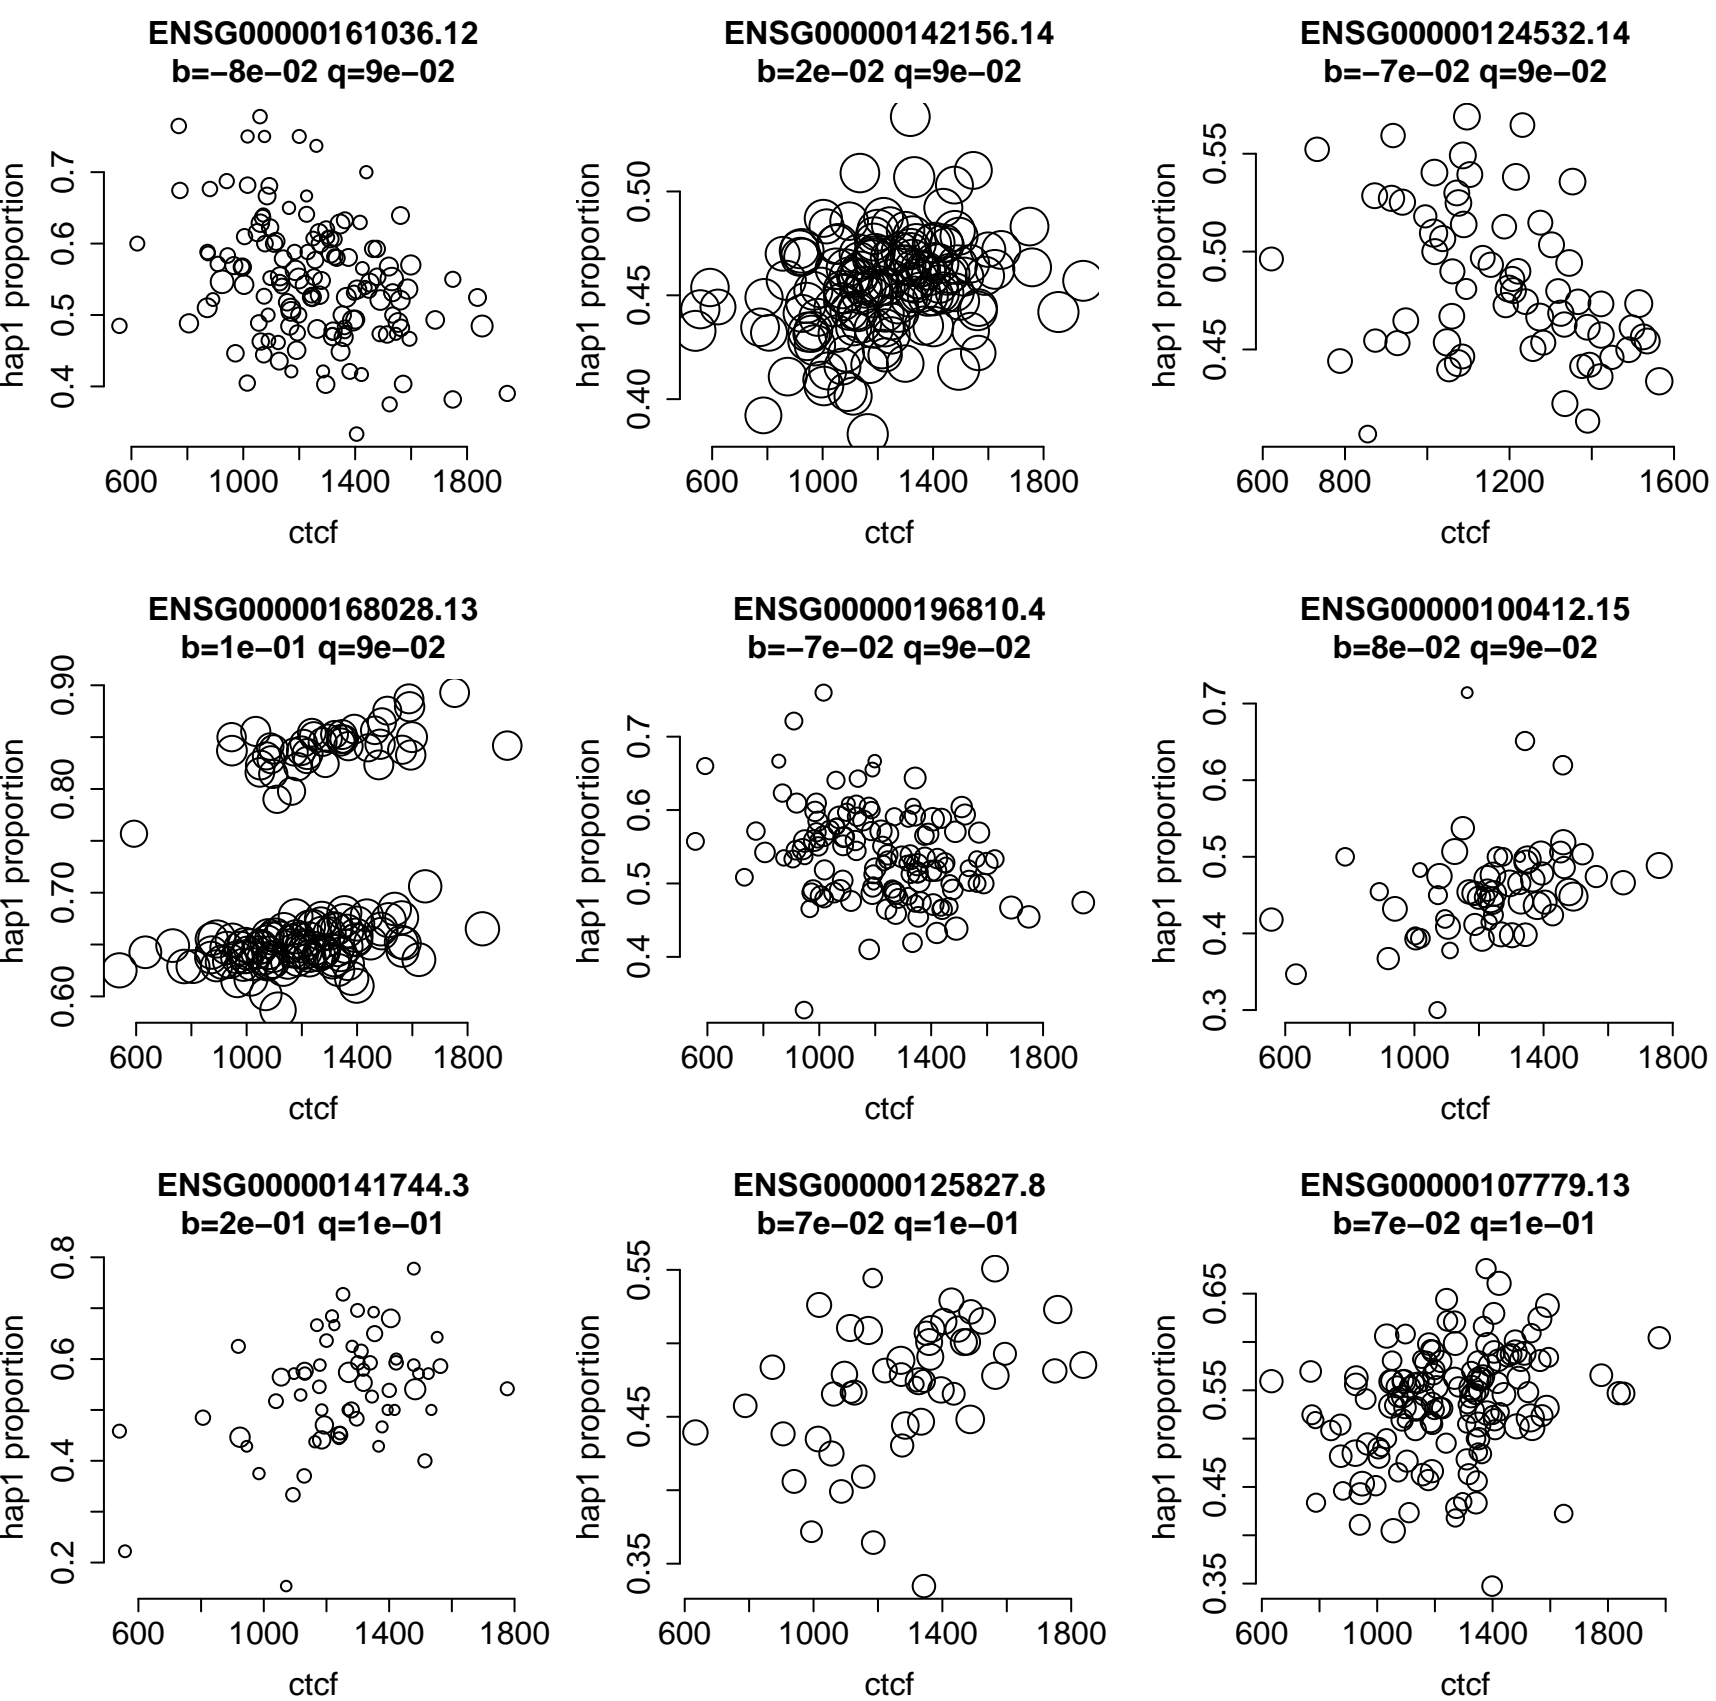 ENSG00000161036.12
b=−8e−02 q=9e−02
hap1 proportion
0.7
0.6
0.5
0.4
600 1000 1400 1800
ctcf
ENSG00000142156.14
b=2e−02 q=9e−02
hap1 proportion
0.50
0.45
0.40
600 1000 1400 1800
ctcf
ENSG00000124532.14
b=−7e−02 q=9e−02
hap1 proportion
0.55
0.50
0.45
600 800 1200 1600
ctcf
ENSG00000168028.13
b=1e−01 q=9e−02
hap1 proportion
0.90
0.80
0.70
0.60
600 1000 1400 1800
ctcf
ENSG00000196810.4
b=−7e−02 q=9e−02
hap1 proportion
0.7
0.6
0.5
0.4
600 1000 1400 1800
ctcf
ENSG00000100412.15
b=8e−02 q=9e−02
hap1 proportion
0.7
0.6
0.5
0.4
0.3
600 1000 1400 1800
ctcf
ENSG00000141744.3
b=2e−01 q=1e−01
hap1 proportion
0.8
0.6
0.4
0.2
600 1000 1400 1800
ctcf
ENSG00000125827.8
b=7e−02 q=1e−01
hap1 proportion
0.55
0.45
0.35
600 1000 1400 1800
ctcf
ENSG00000107779.13
b=7e−02 q=1e−01
hap1 proportion
0.65
0.55
0.45
0.35
600 1000 1400 1800
ctcf